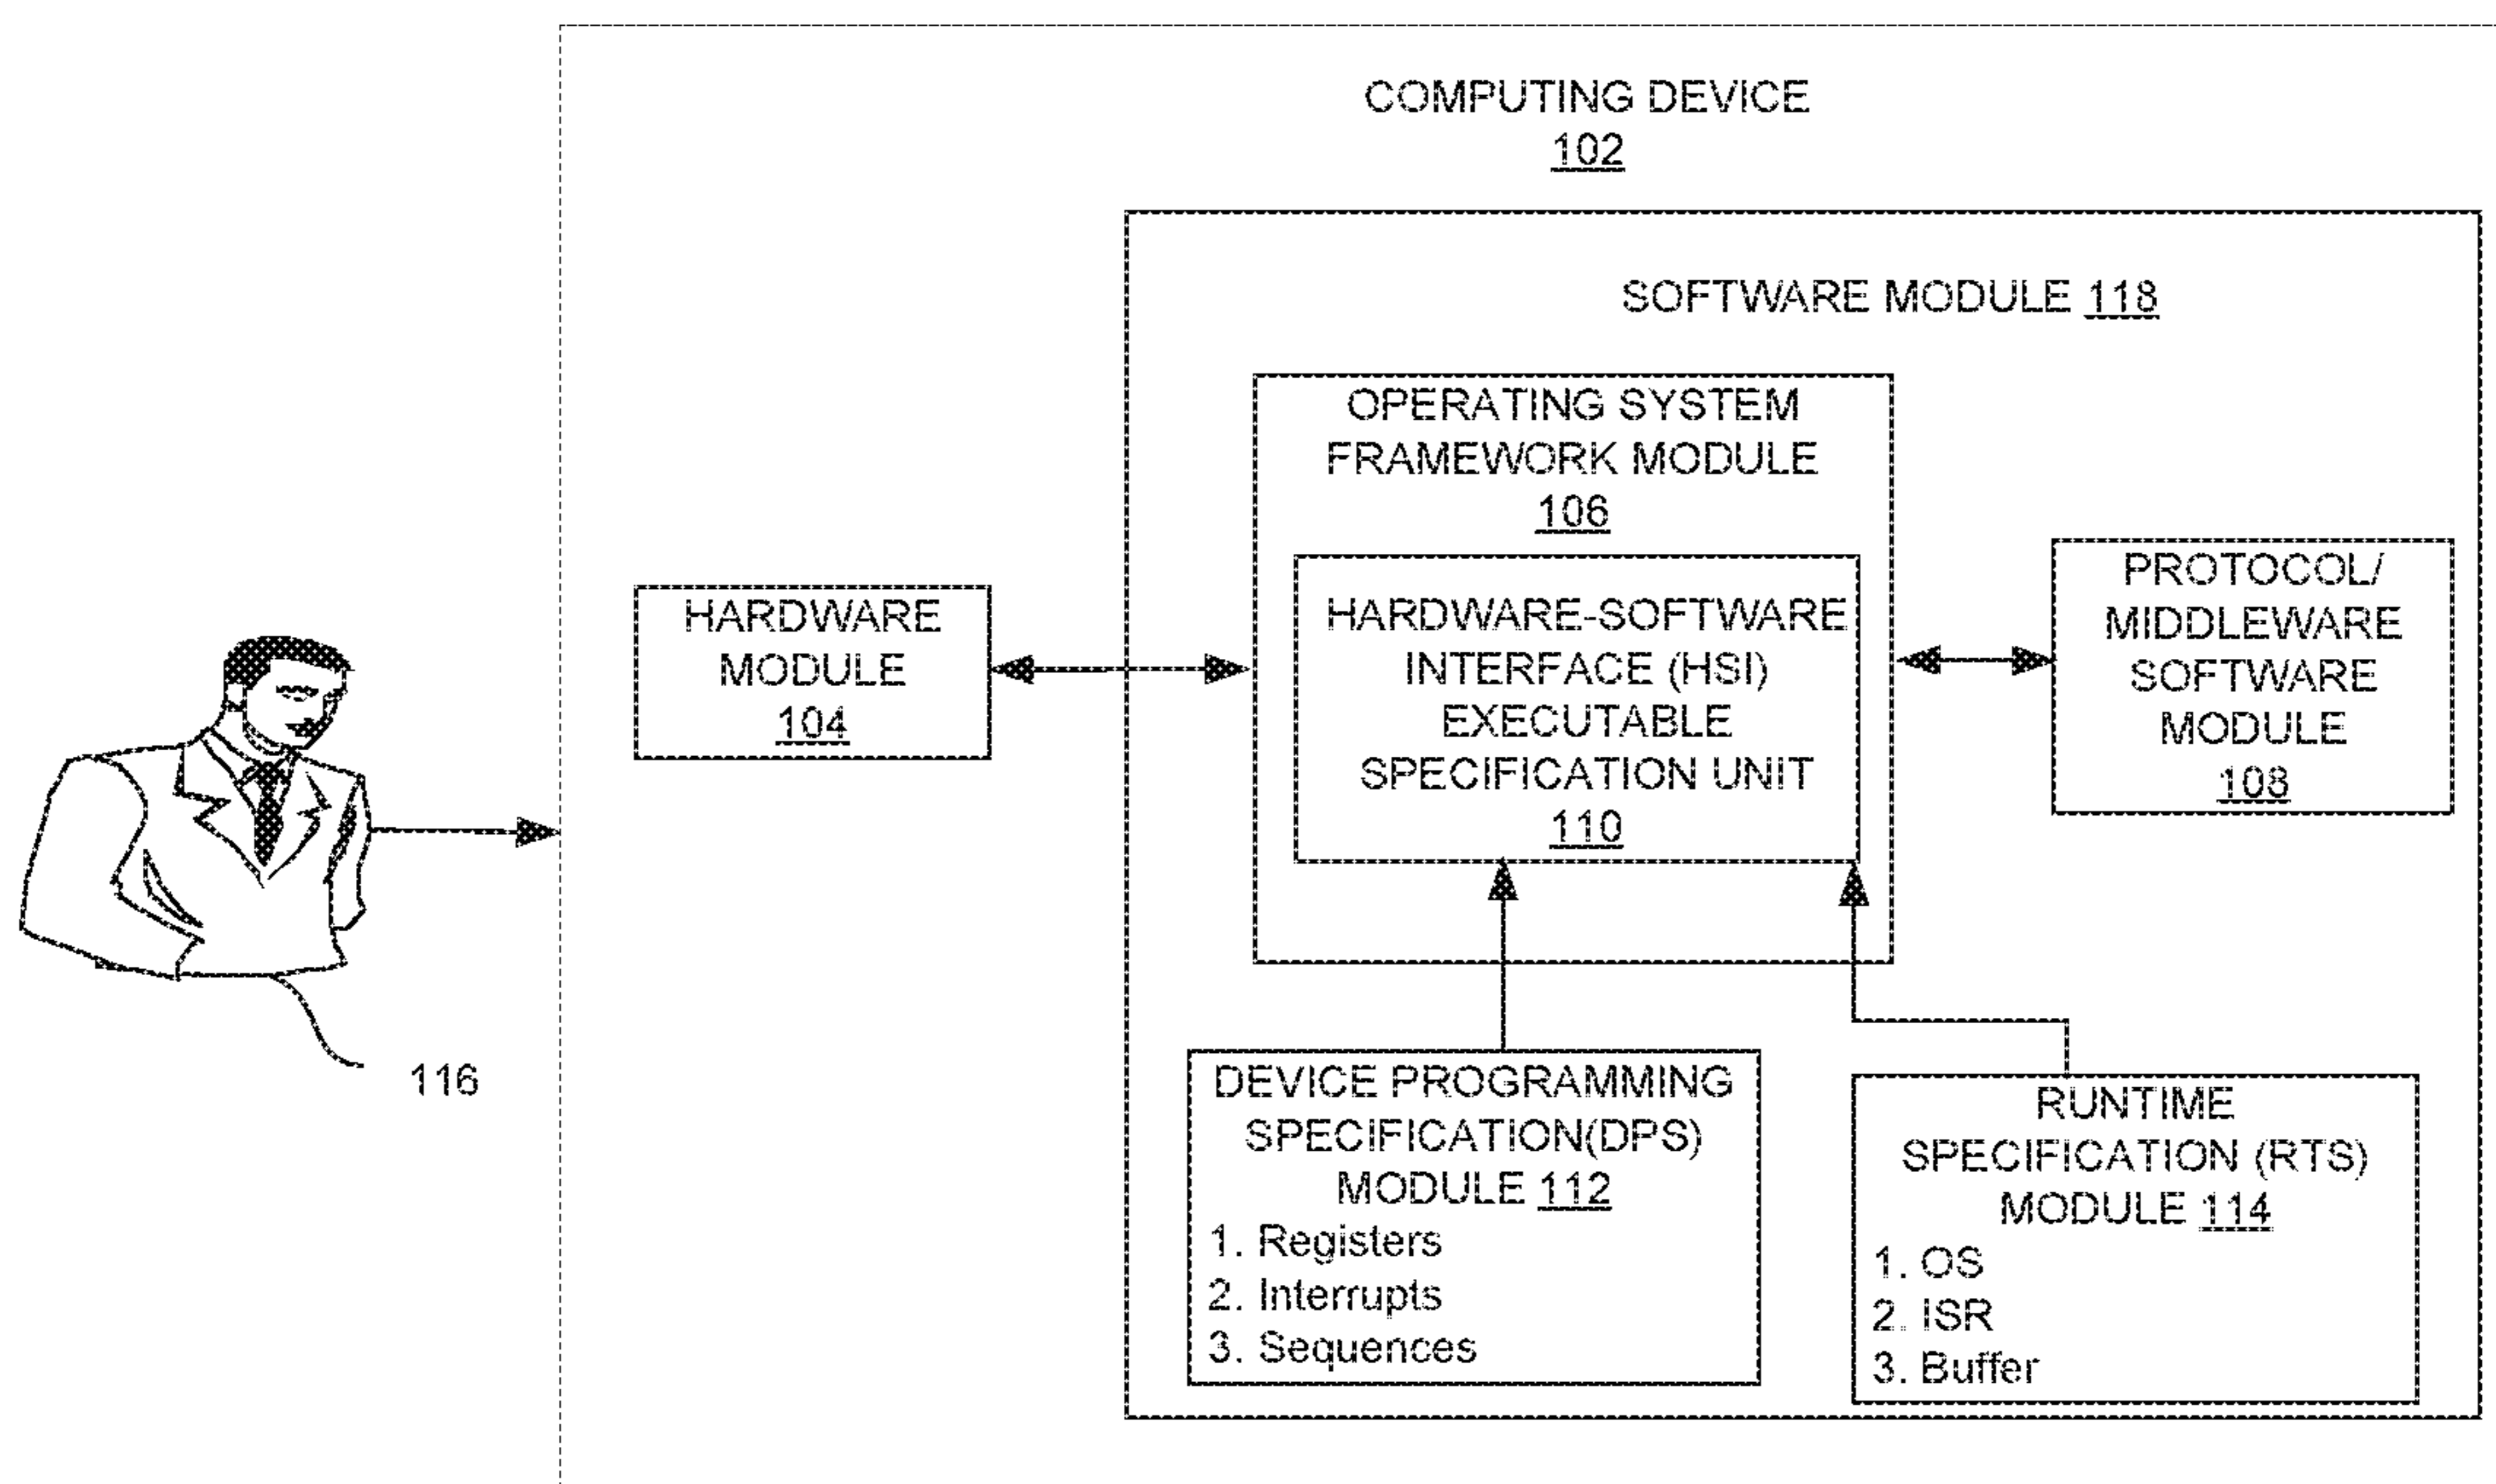 COMPUTING DEVICE
102
SOFTWARE MODULE 118
OPERATING SYSTEM
FRAMEWORK MODULE
106
HARDWARE-SOFTWARE
INTERFACE (HSI)
EXECUTABLE
SPECIFICATION UNIT
110
HARDWARE
MODULE
104
PROTOCOL/
MIDDLEWARE
SOFTWARE
MODULE
108
116
DEVICE PROGRAMMING
SPECIFICATION(DPS)
MODULE 112
1. Registers
2. Interrupts
3. Sequences
RUNTIME
SPECIFICATION (RTS)
MODULE 114
1. OS
2. ISR
3. Buffer